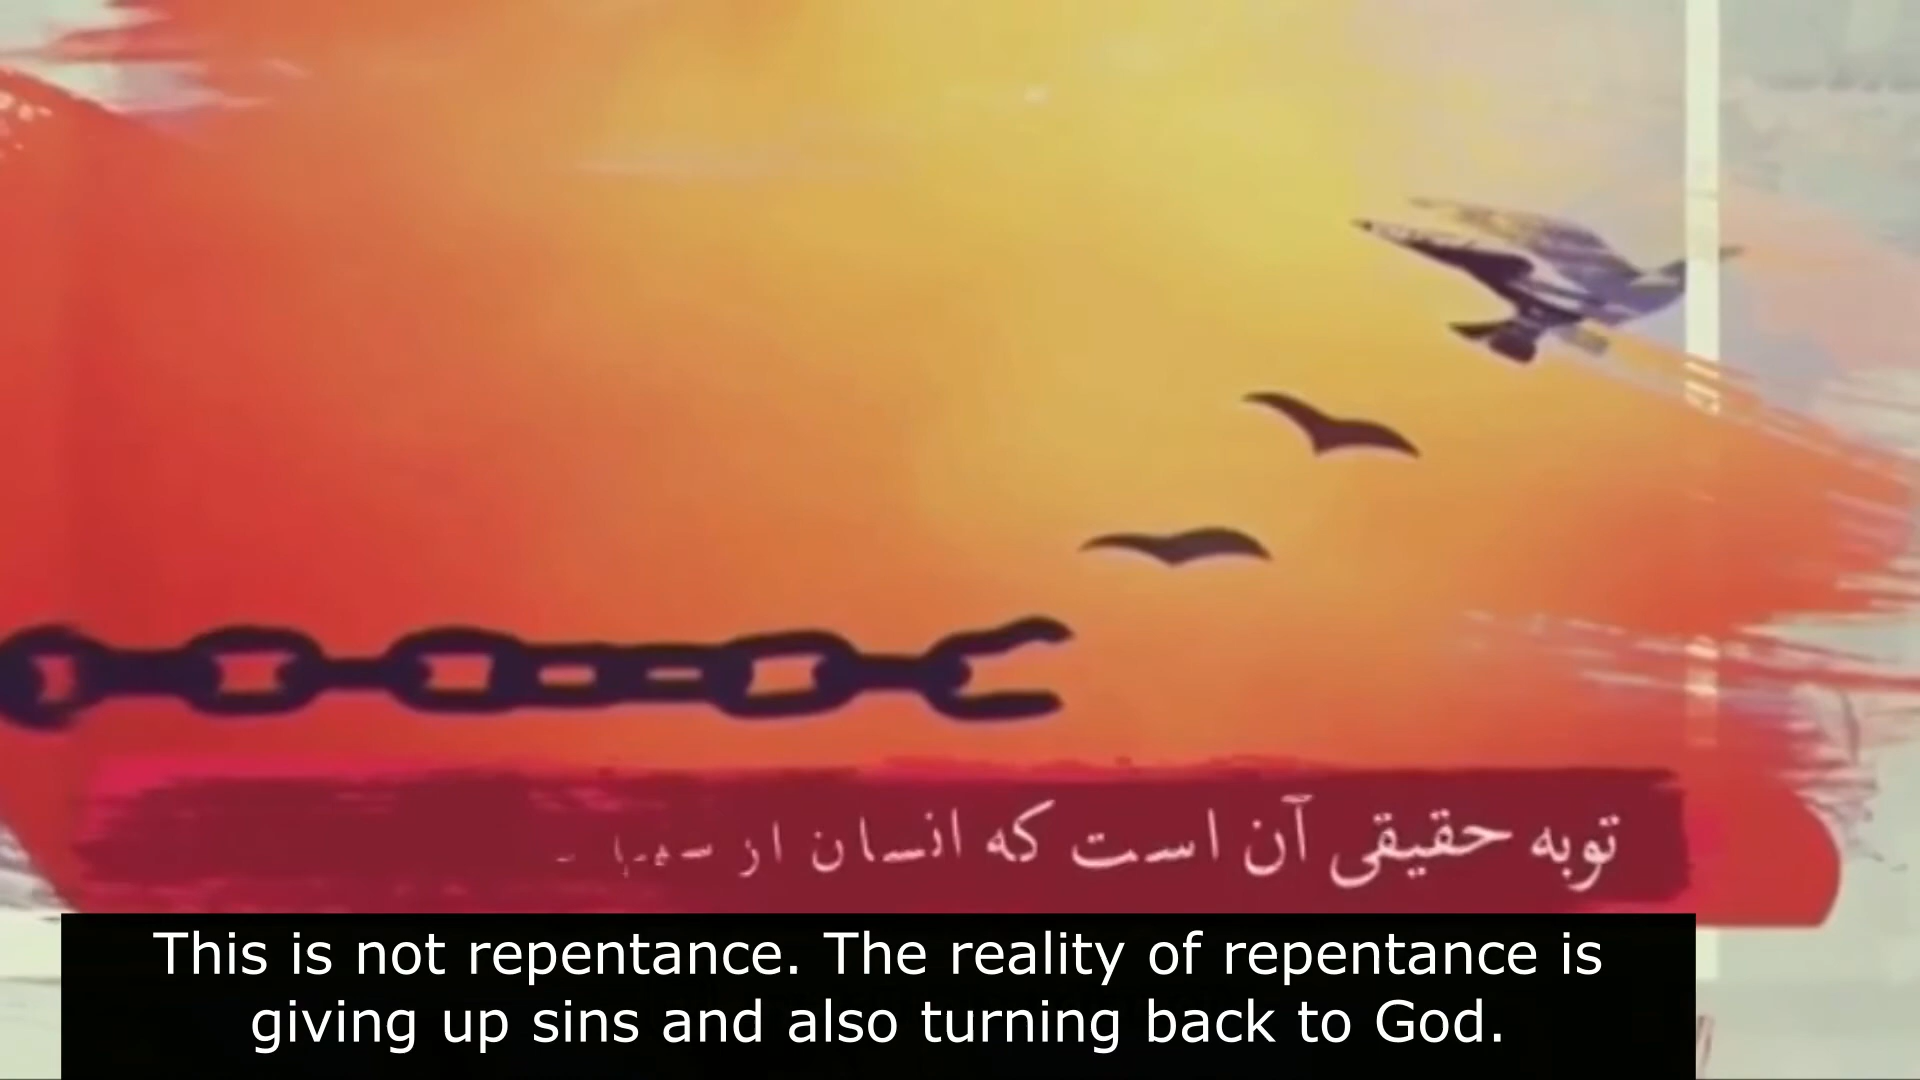 توبه حقیقی آن است که انسان از
This is not repentance. The reality of repentance is
giving up sins and also turning back to God.